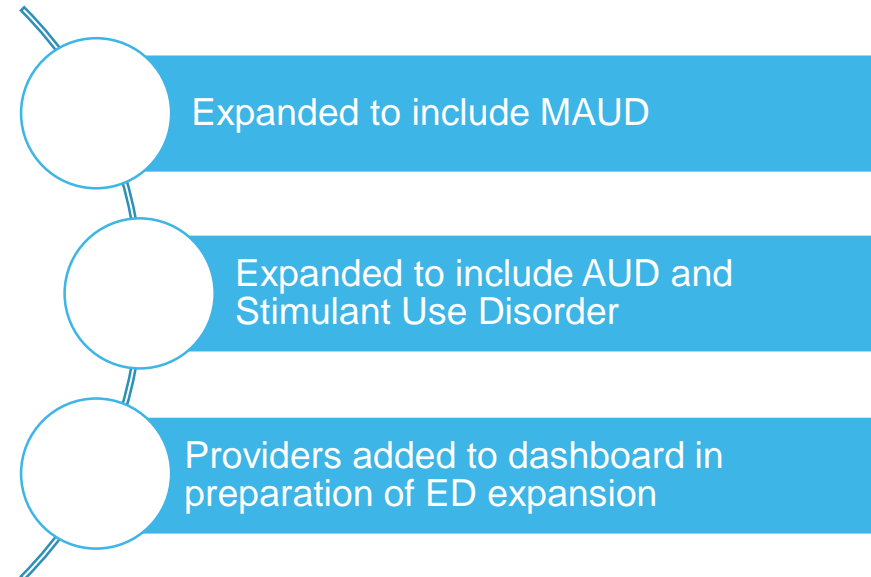 Expanded to include MAUD
Expanded to include AUD and
Stimulant Use Disorder
Providers added to dashboard in
preparation of ED expansion